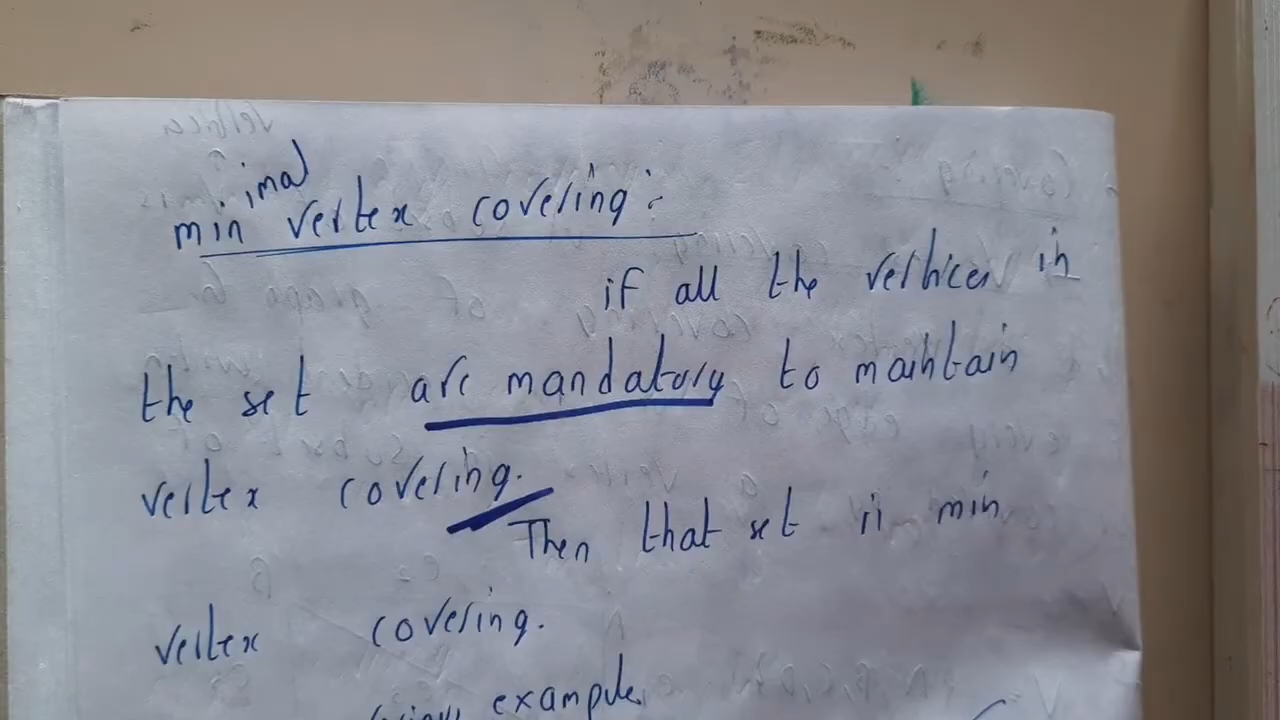 minimal vertex covering :-
if all the vertices in
the set are mandatory to maintain
vertex covering.
Then that set is min
vertex covering.
example